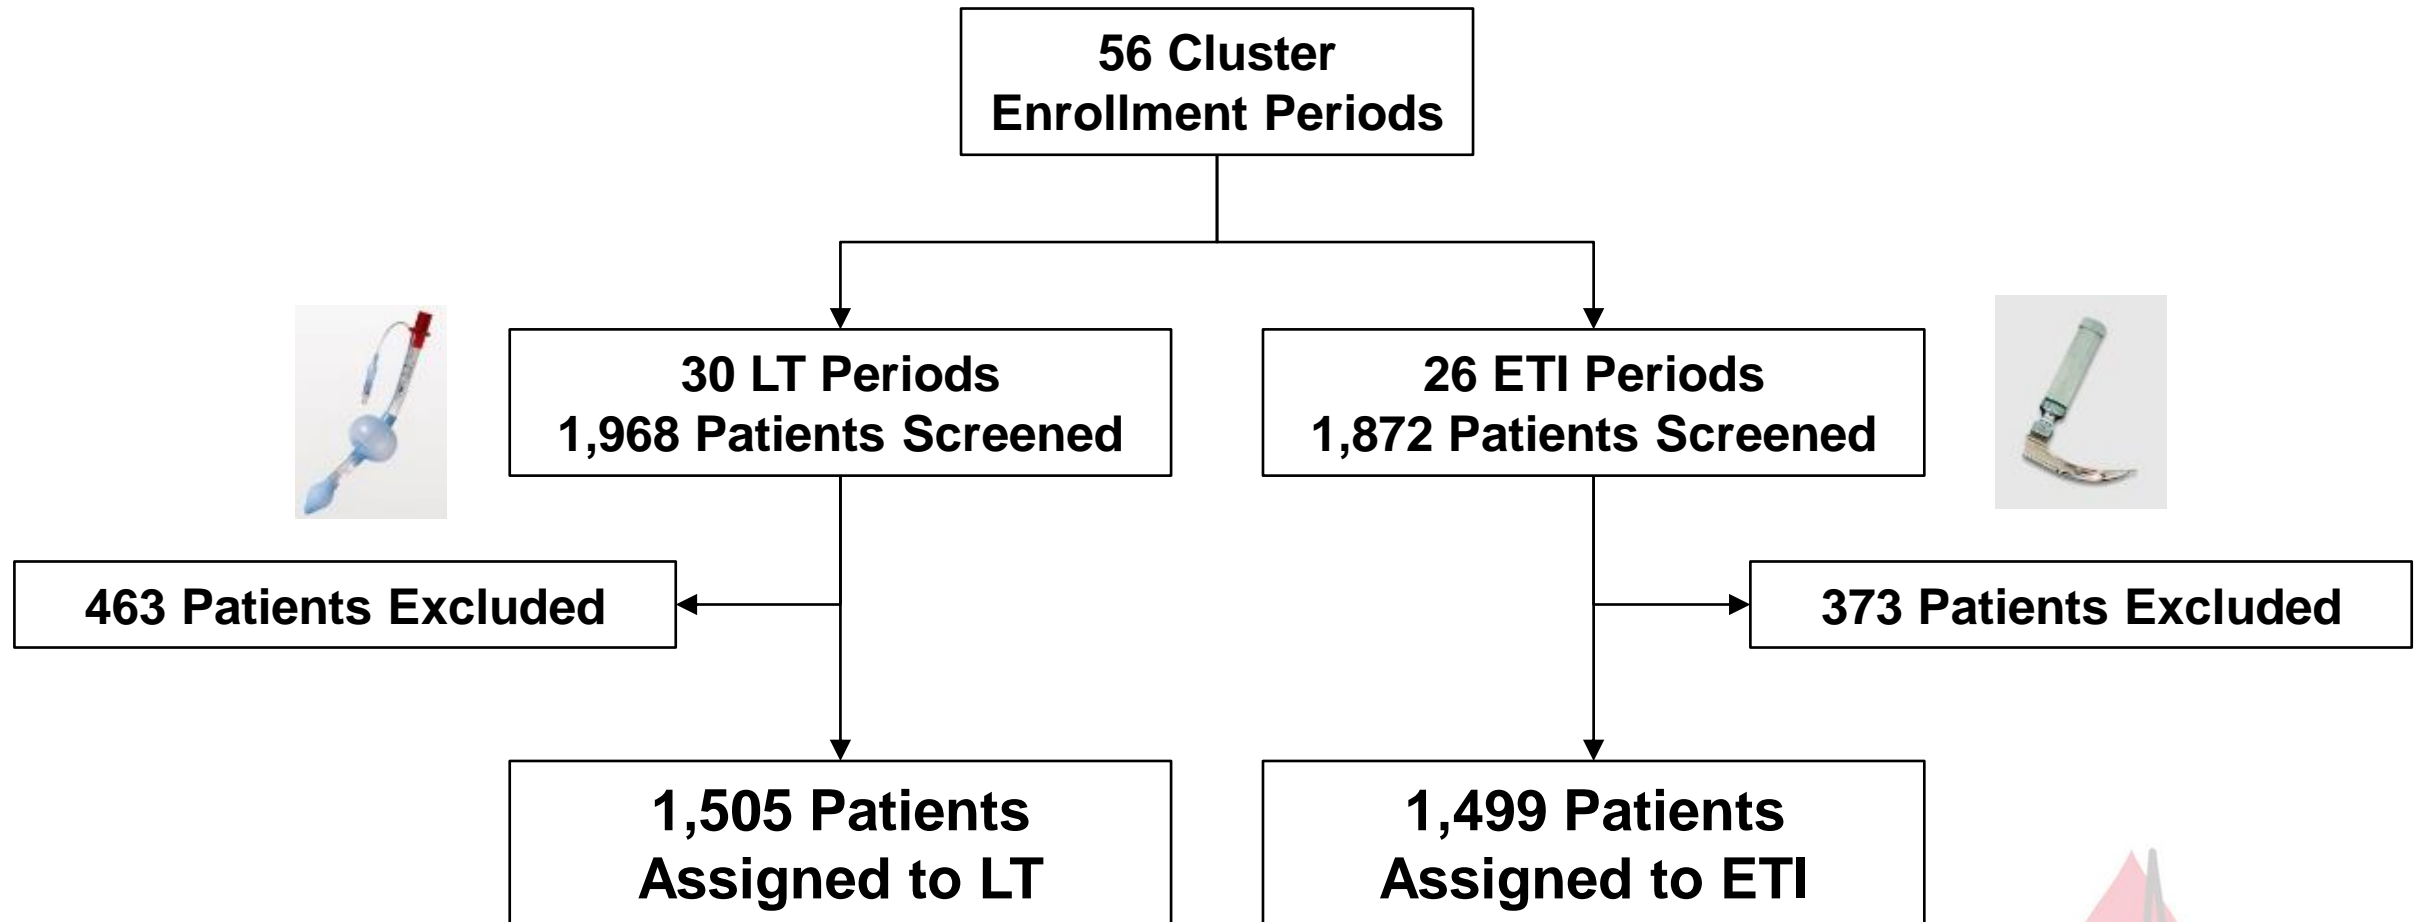 56 Cluster
Enrollment Periods
30 LT Periods
1,968 Patients Screened
26 ETI Periods
1,872 Patients Screened
463 Patients Excluded
373 Patients Excluded
1,505 Patients
Assigned to LT
1,499 Patients
Assigned to ETI